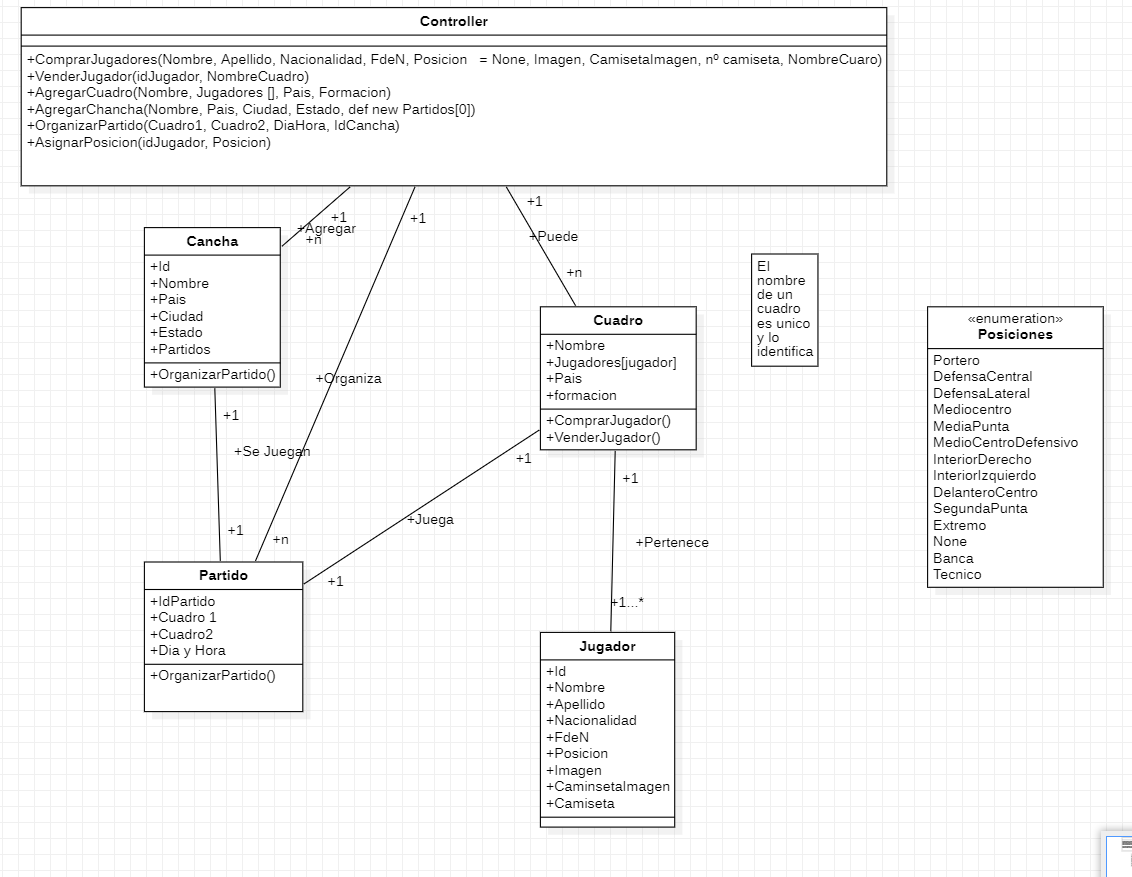 Controller
+ComprarJugadores(Nombre, Apellido, Nacionalidad, FdeN, Posicion = None, Imagen, CamisetaImagen, nº camiseta, NombreCuaro)
+VenderJugador(idJugador, NombreCuadro)
+AgregarCuadro(Nombre, Jugadores [], Pais, Formacion)
+AgregarChancha(Nombre, Pais, Ciudad, Estado, def new Partidos[0])
+OrganizarPartido(Cuadro1, Cuadro2, DiaHora, IdCancha)
+AsignarPosicion(idJugador, Posicion)
+1
+Agregar
+n
+1
+Organiza
+n
+1
+Puede
+n
Cancha
+Id
+Nombre
+Pais
+Ciudad
+Estado
+Partidos
+OrganizarPartido()
+1
+Se Juegan
+1
Cuadro
+Nombre
+Jugadores[jugador]
+Pais
+formacion
+ComprarJugador()
+VenderJugador()
+1
+Juega
+1
+1
+Pertenece
+1...*
El
nombre
de un
cuadro
es unico
y lo
identifica
«enumeration»
Posiciones
Portero
DefensaCentral
DefensaLateral
Mediocentro
MediaPunta
MedioCentroDefensivo
InteriorDerecho
InteriorIzquierdo
DelanteroCentro
SegundaPunta
Extremo
None
Banca
Tecnico
Partido
+IdPartido
+Cuadro 1
+Cuadro2
+Dia y Hora
+OrganizarPartido()
Jugador
+Id
+Nombre
+Apellido
+Nacionalidad
+FdeN
+Posicion
+Imagen
+CaminsetaImagen
+Camiseta